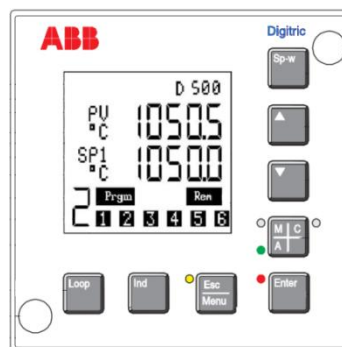 ABB
Digitric
Sp-w
D 500
PV
°C
1050.5
SP1
°C
1050.0
2
Prgm
Rem
1 2 3 4 5 6
M C
A
Loop
Ind
Esc
Menu
Enter